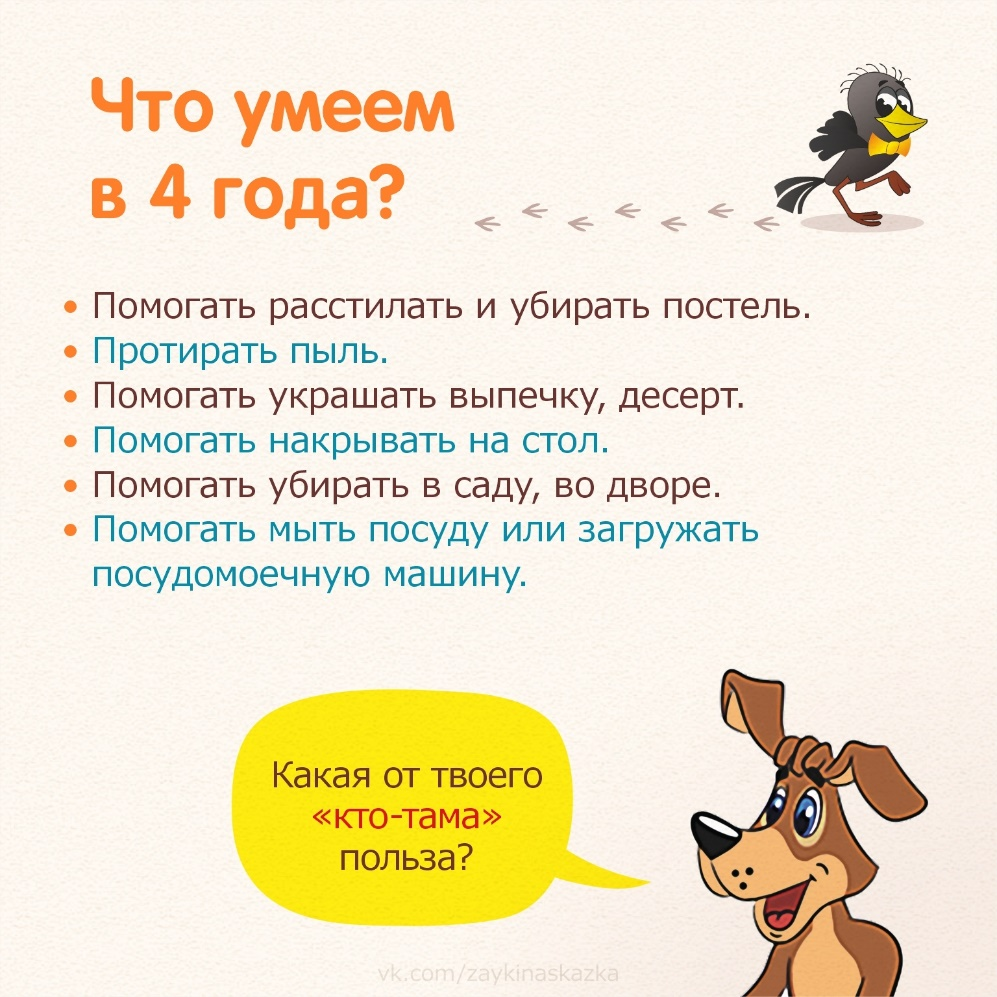 Что умеем
в 4 года?
• Помогать расстилать и убирать постель.
• Протирать пыль.
• Помогать украшать выпечку, десерт.
• Помогать накрывать на стол.
• Помогать убирать в саду, во дворе.
• Помогать мыть посуду или загружать
посудомоечную машину.
Какая от твоего
«кто-тама»
польза?
vk.com/zaykinaskazka